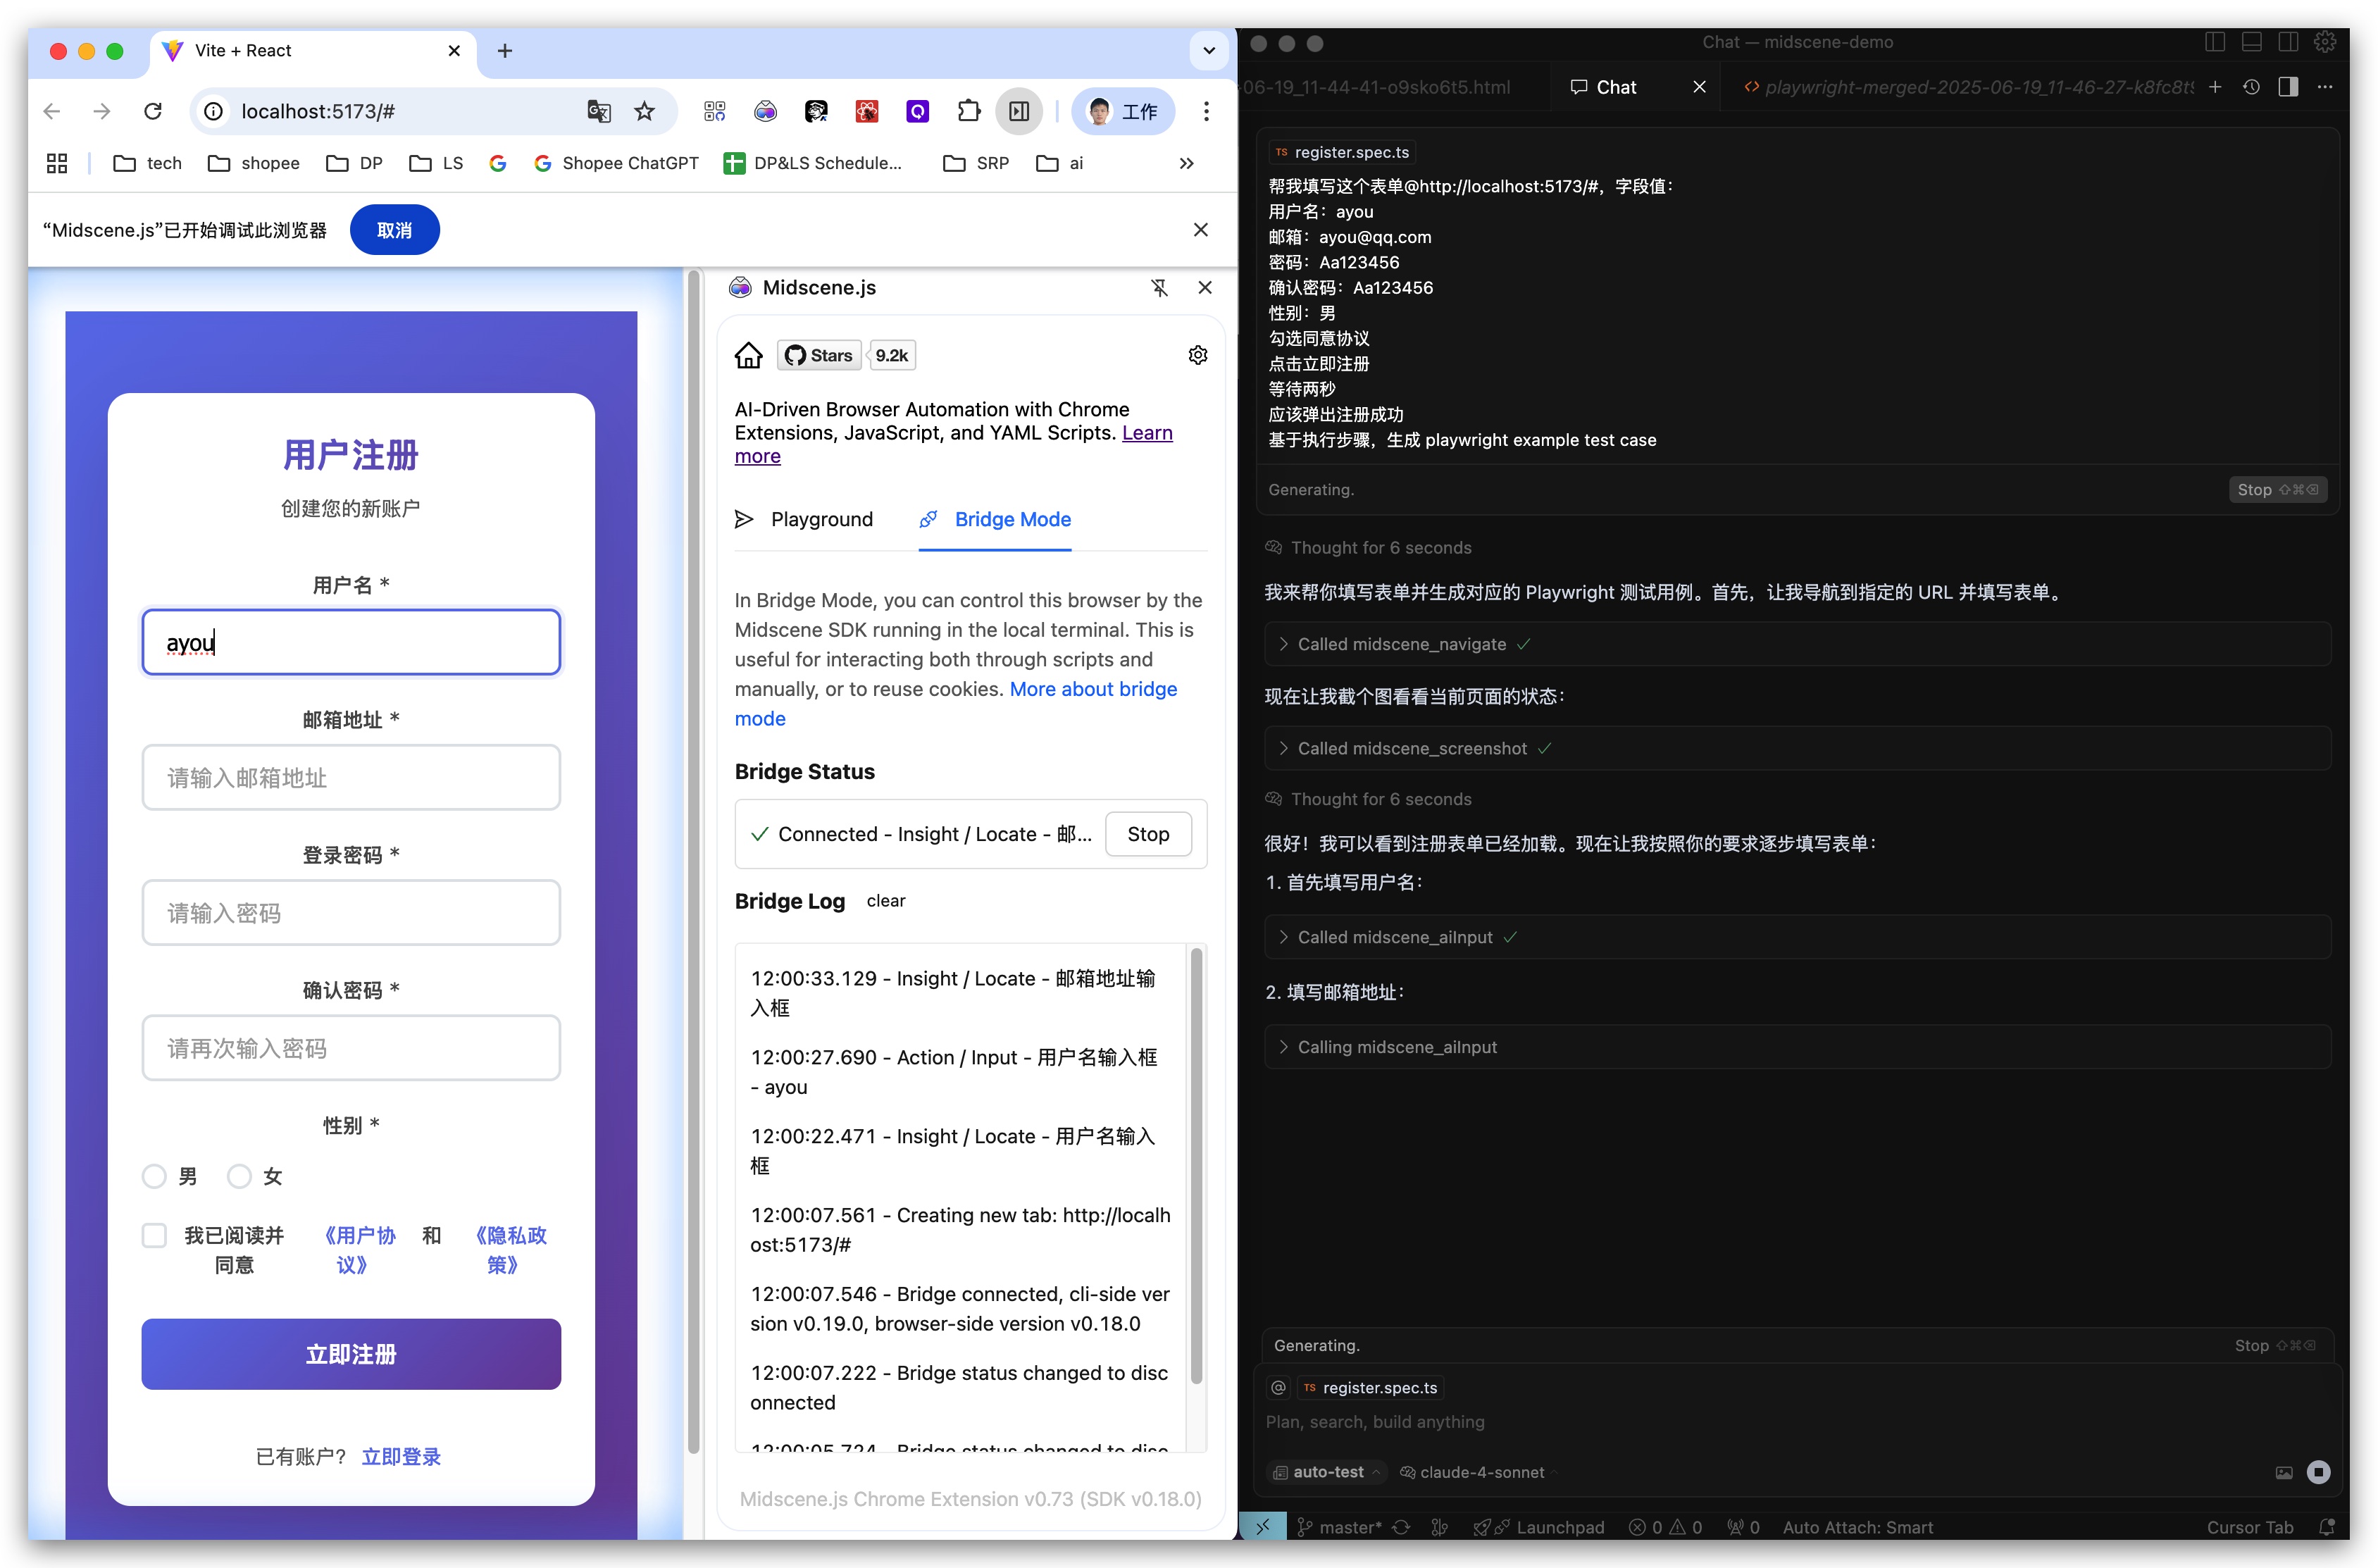 Vite + React
localhost:5173/#
工作
tech
shopee
DP
LS
Shopee ChatGPT
DP&LS Schedule...
SRP
ai
“Midscene.js”已开始调试此浏览器
取消
用户注册
创建您的新账户
用户名 *
ayou
邮箱地址 *
请输入邮箱地址
登录密码 *
请输入密码
确认密码 *
请再次输入密码
性别 *
男
女
我已阅读并
同意
《用户协
议》
和
《隐私政
策》
立即注册
已有账户？ 立即登录
Midscene.js
Stars
9.2k
AI-Driven Browser Automation with Chrome
Extensions, JavaScript, and YAML Scripts. Learn
more
Playground
Bridge Mode
In Bridge Mode, you can control this browser by the
Midscene SDK running in the local terminal. This is
useful for interacting both through scripts and
manually, or to reuse cookies. More about bridge
mode
Bridge Status
Connected - Insight / Locate - 邮...
Stop
Bridge Log
clear
12:00:33.129 - Insight / Locate - 邮箱地址输
入框
12:00:27.690 - Action / Input - 用户名输入框
- ayou
12:00:22.471 - Insight / Locate - 用户名输入
框
12:00:07.561 - Creating new tab: http://localh
ost:5173/#
12:00:07.546 - Bridge connected, cli-side ver
sion v0.19.0, browser-side version v0.18.0
12:00:07.222 - Bridge status changed to disc
onnected
12:00:05.724 - Bridge status changed to disc
Midscene.js Chrome Extension v0.73 (SDK v0.18.0)
Chat — midscene-demo
06-19_11-44-41-o9sko6t5.html
Chat
playwright-merged-2025-06-19_11-46-27-k8fc8t
TS register.spec.ts
帮我填写这个表单@http://localhost:5173/#，字段值：
用户名：ayou
邮箱：ayou@qq.com
密码：Aa123456
确认密码：Aa123456
性别：男
勾选同意协议
点击立即注册
等待两秒
应该弹出注册成功
基于执行步骤，生成 playwright example test case
Generating.
Stop ⇧⌘⌫
Thought for 6 seconds
我来帮你填写表单并生成对应的 Playwright 测试用例。首先，让我导航到指定的 URL 并填写表单。
Called midscene_navigate
现在让我截个图看看当前页面的状态：
Called midscene_screenshot
Thought for 6 seconds
很好！我可以看到注册表单已经加载。现在让我按照你的要求逐步填写表单：
1. 首先填写用户名：
Called midscene_aiInput
2. 填写邮箱地址：
Calling midscene_aiInput
Generating.
Stop ⇧⌘⌫
@ TS register.spec.ts
Plan, search, build anything
auto-test
claude-4-sonnet
master*
Launchpad
0
0
0
Auto Attach: Smart
Cursor Tab